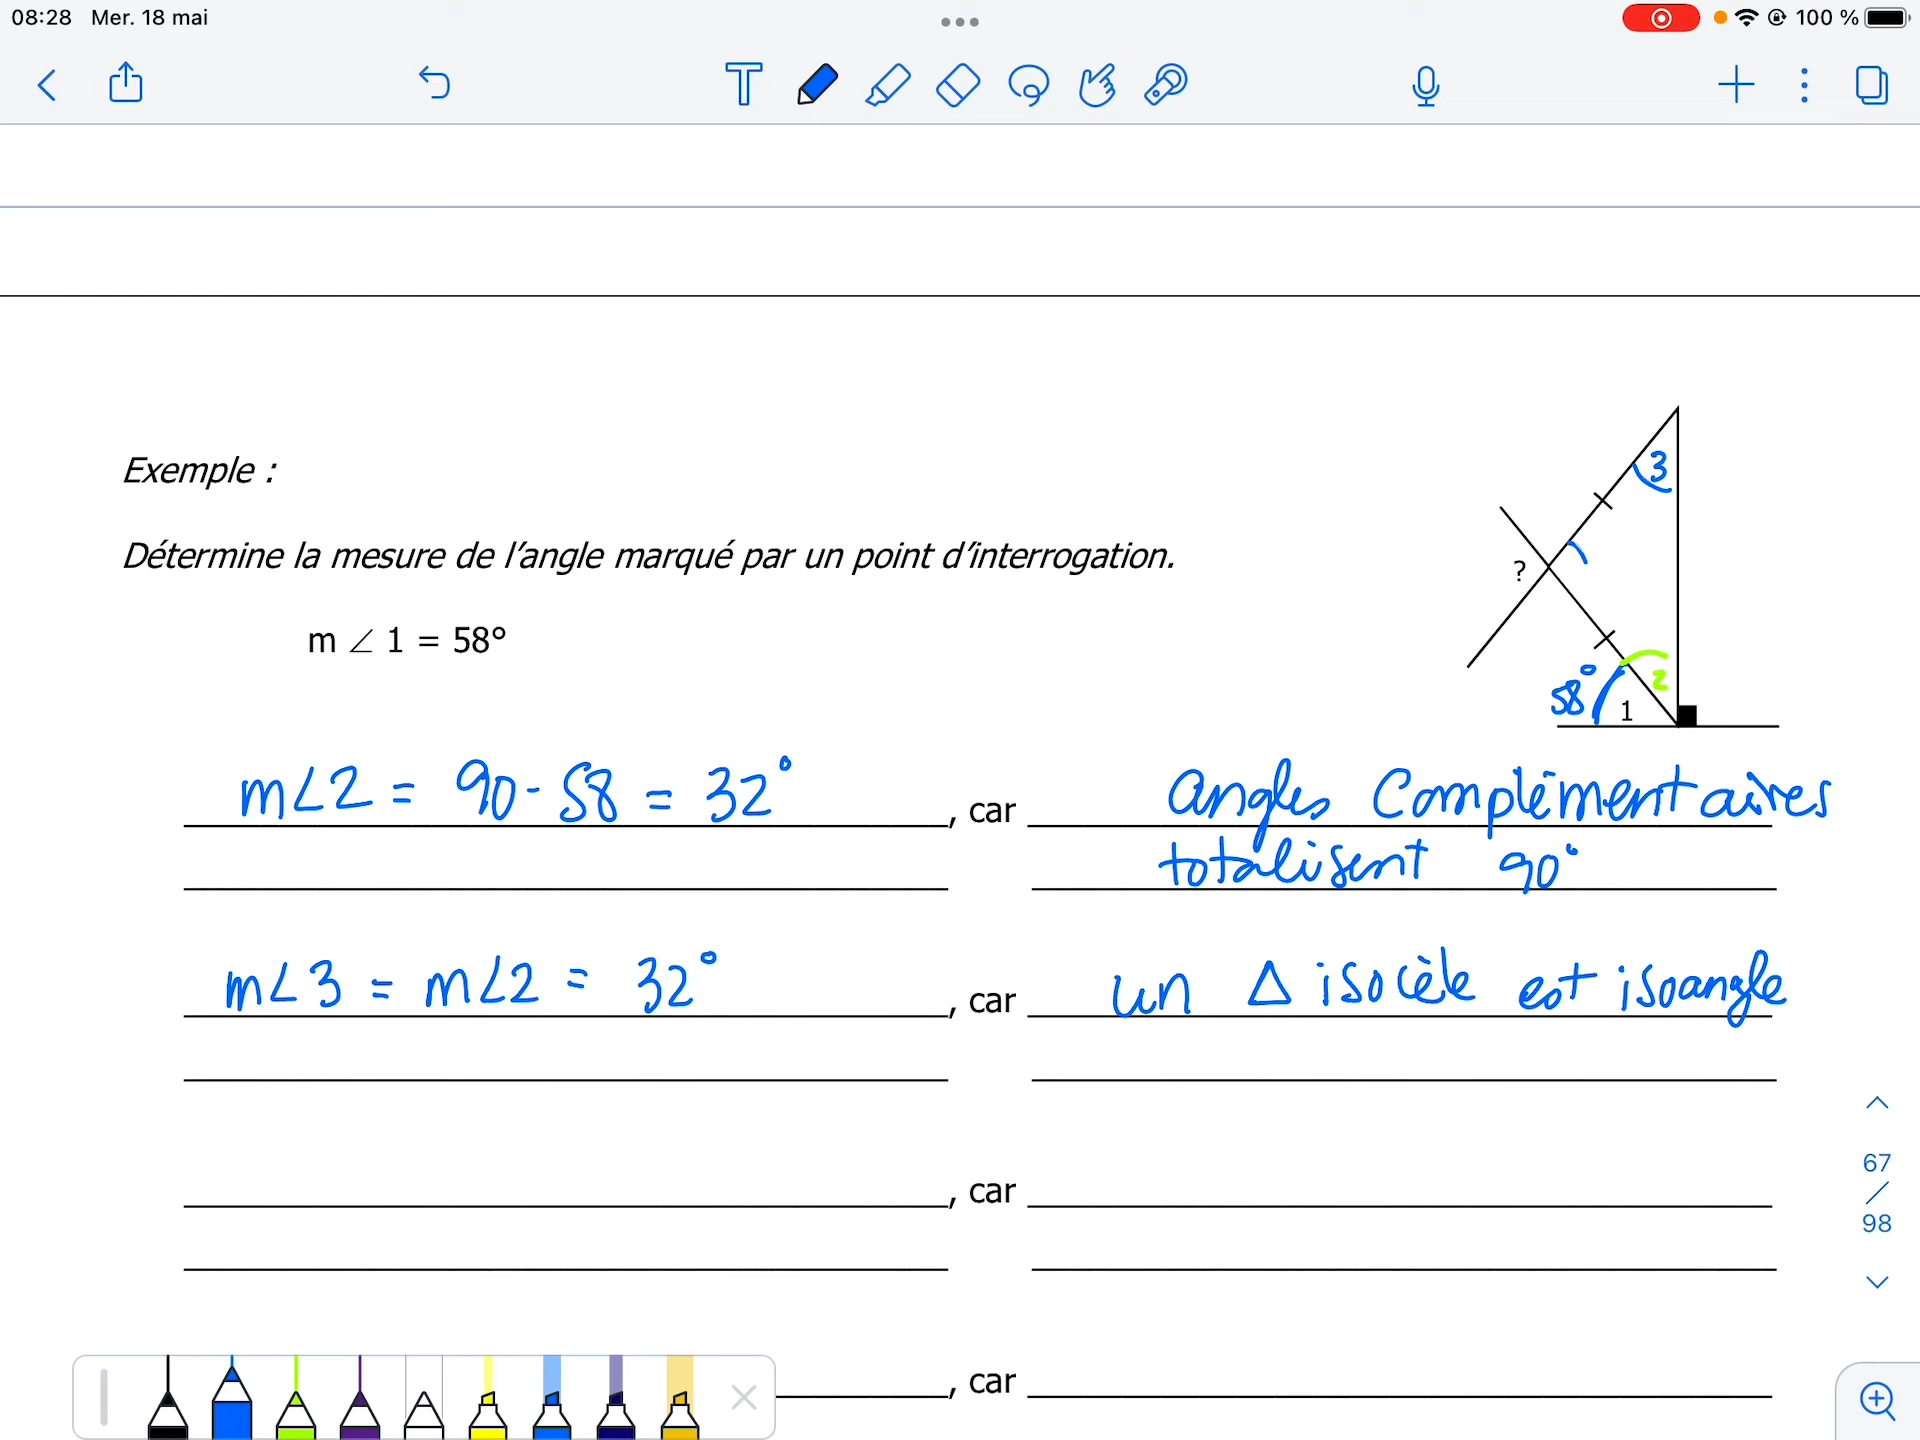 08:28 Mer. 18 mai
100 %
Exemple :
Détermine la mesure de l'angle marqué par un point d'interrogation.
m ∠ 1 = 58°
3
?
58°
1
2
m∠2 = 90 - 58 = 32° , car angles complémentaires
totalisent 90°
m∠3 = m∠2 = 32° , car un Δ isocèle est isoangle
, car
, car
67
/
98